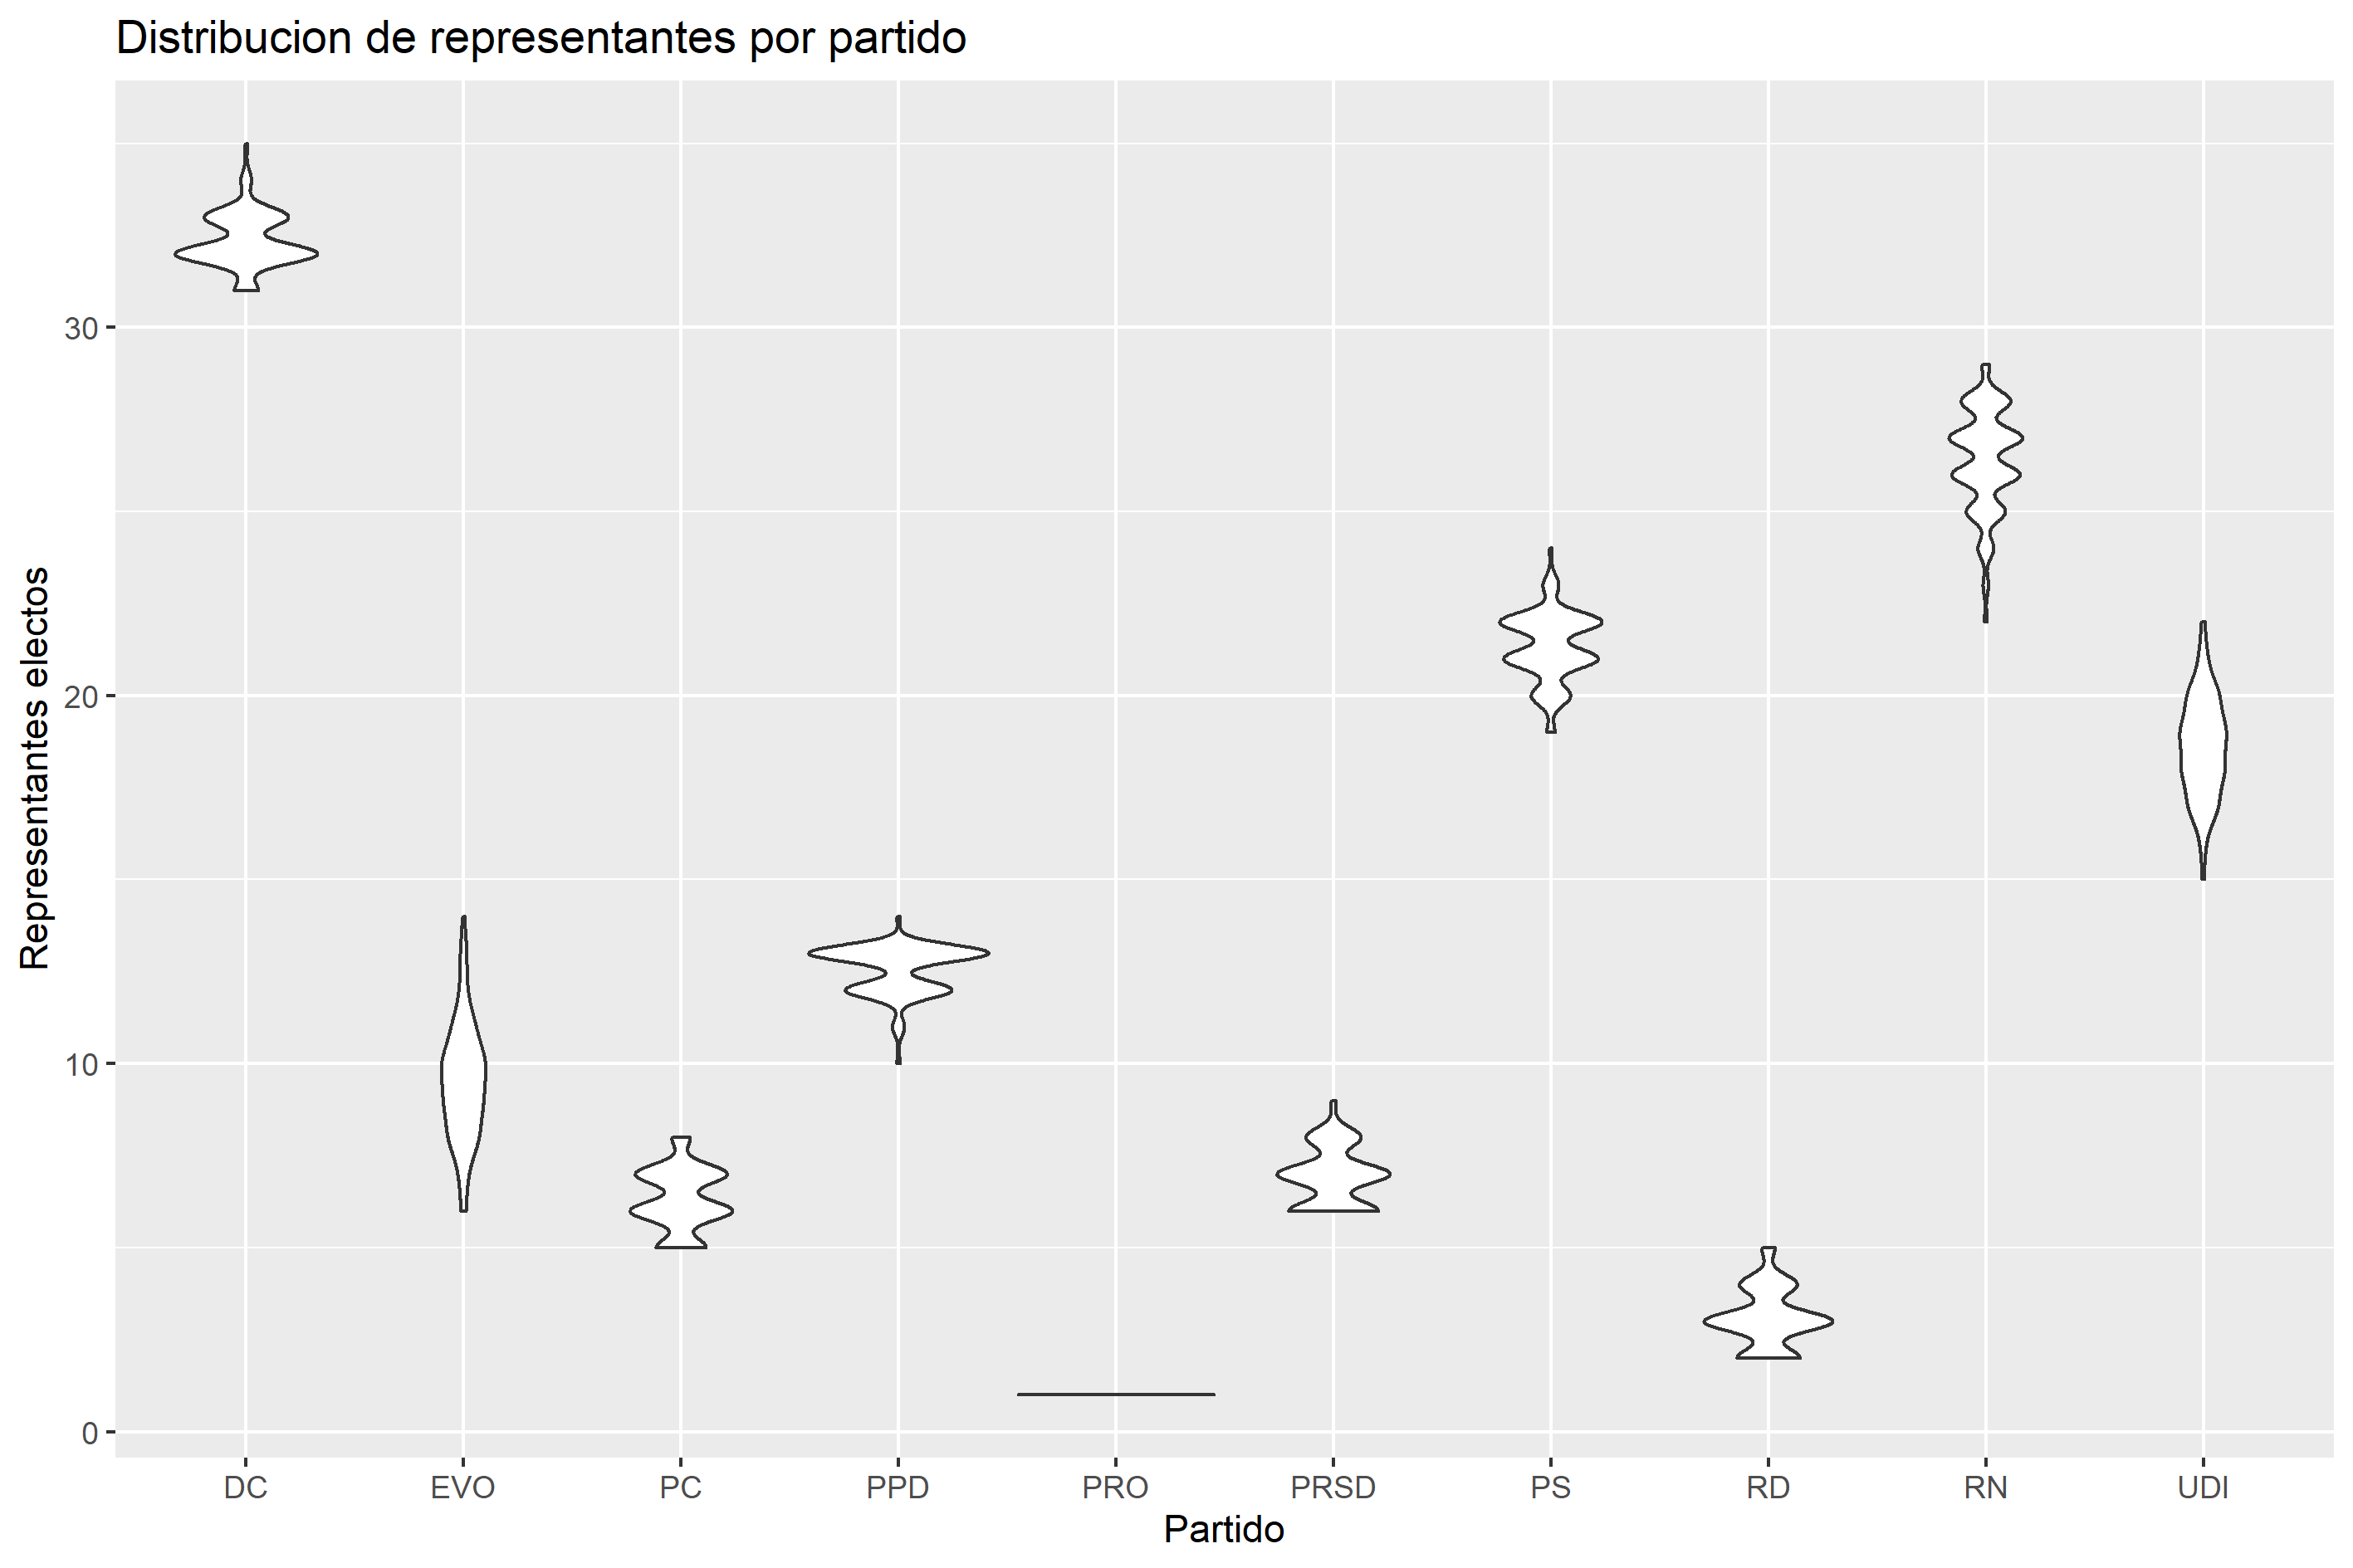 Distribucion de representantes por partido
Representantes electos
30
20
10
0
DC EVO PC PPD PRO PRSD PS RD RN UDI
Partido